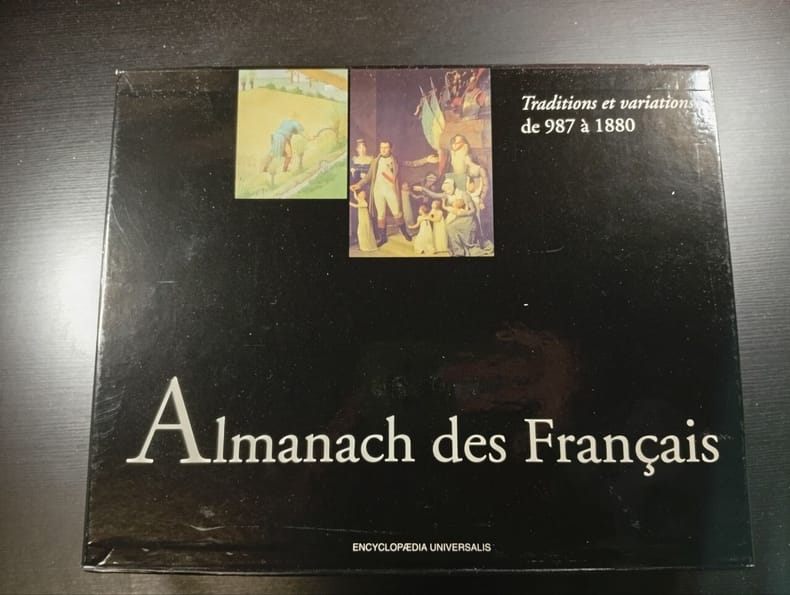 Traditions et variations
de 987 à 1880
Almanach des Français
ENCYCLOPÆDIA UNIVERSALIS